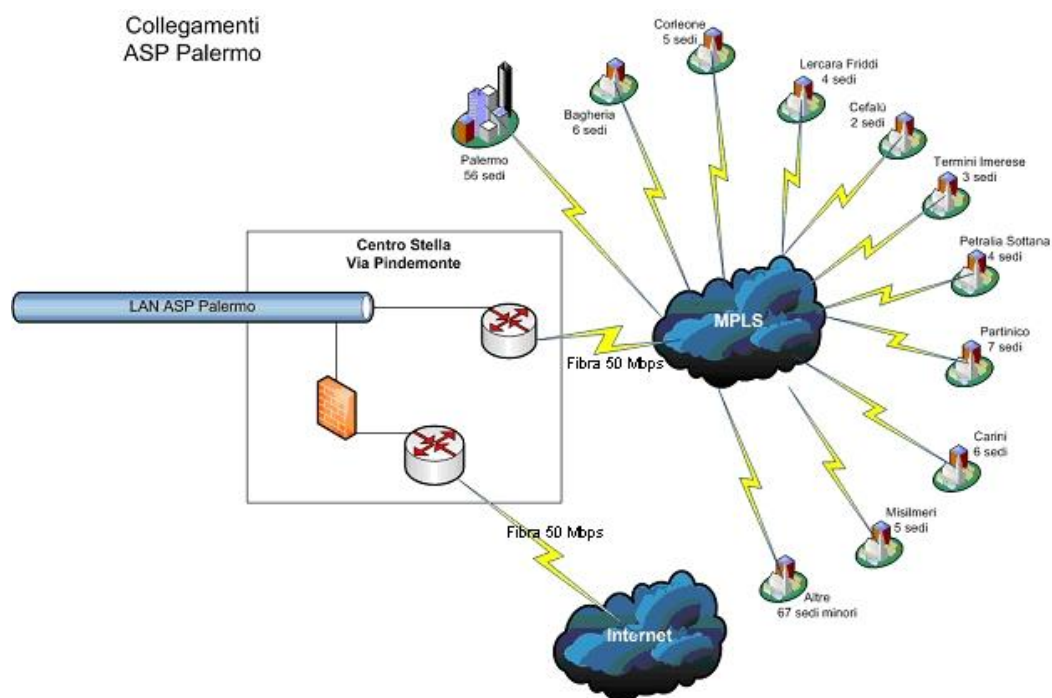 Collegamenti
ASP Palermo
Corleone
5 sedi
Lercara Friddi
4 sedi
Bagheria
6 sedi
Cefalù
2 sedi
Palermo
56 sedi
Termini Imerese
3 sedi
Petralia Sottana
4 sedi
Centro Stella
Via Pindemonte
LAN ASP Palermo
MPLS
Partinico
7 sedi
Fibra 50 Mbps
Carini
6 sedi
Misilmeri
5 sedi
Fibra 50 Mbps
Altre
67 sedi minori
Internet